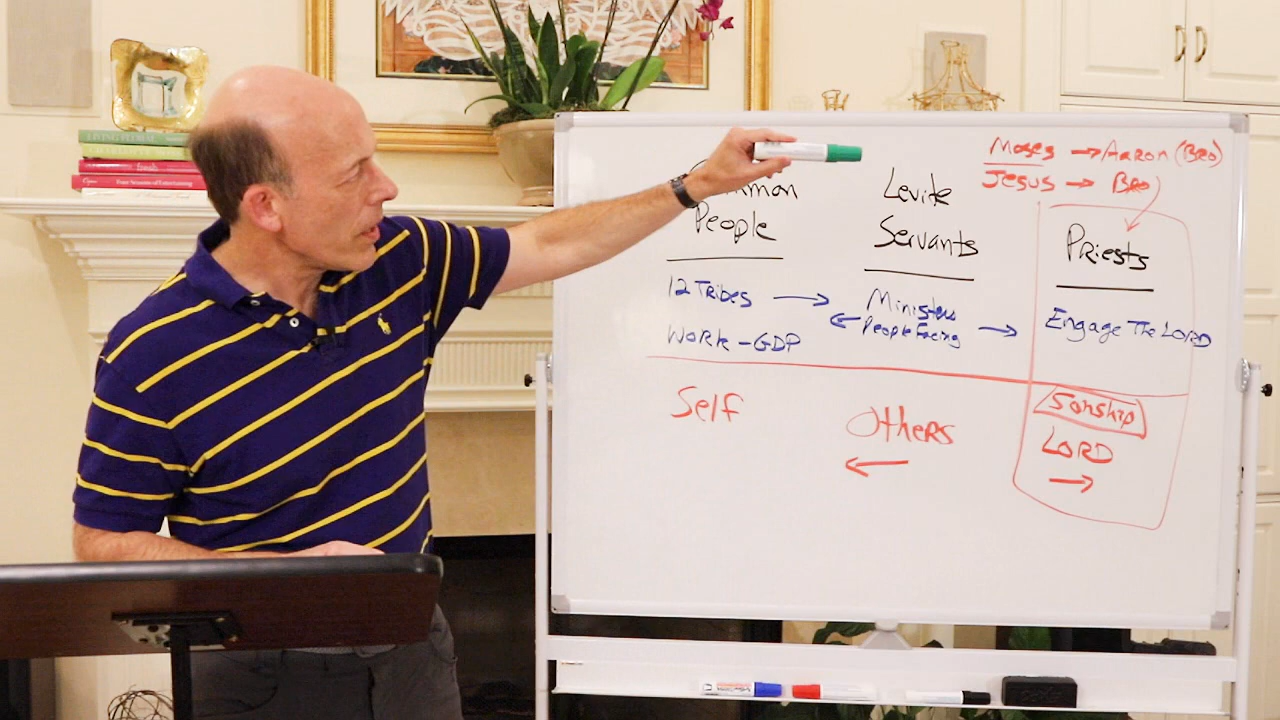 Moses → Aaron (Bro)
Jesus → Bro
People
Levite
Servants
Priests
12 Tribes →
Work - GDP
Ministers
← People Facing →
Engage The LORD
Self
Others
←
Sonship
LORD
→